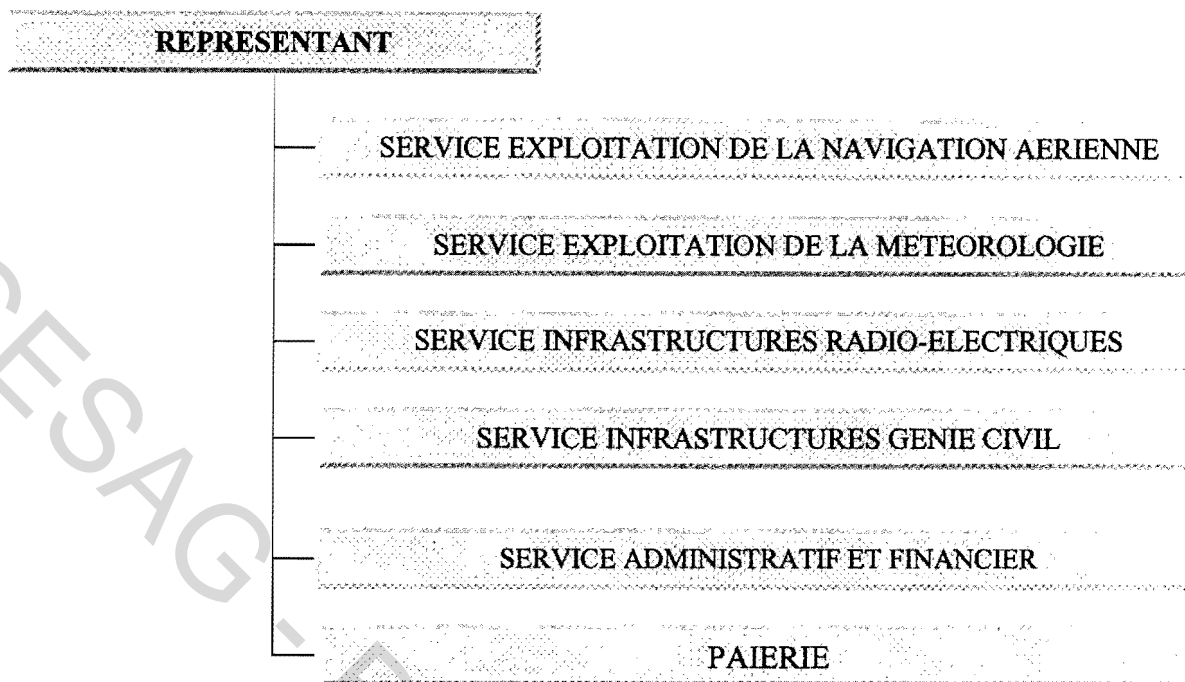 REPRESENTANT
SERVICE EXPLOITATION DE LA NAVIGATION AERIENNE
SERVICE EXPLOITATION DE LA METEOROLOGIE
SERVICE INFRASTRUCTURES RADIO-ELECTRIQUES
SERVICE INFRASTRUCTURES GENIE CIVIL
SERVICE ADMINISTRATIF ET FINANCIER
PAIERIE